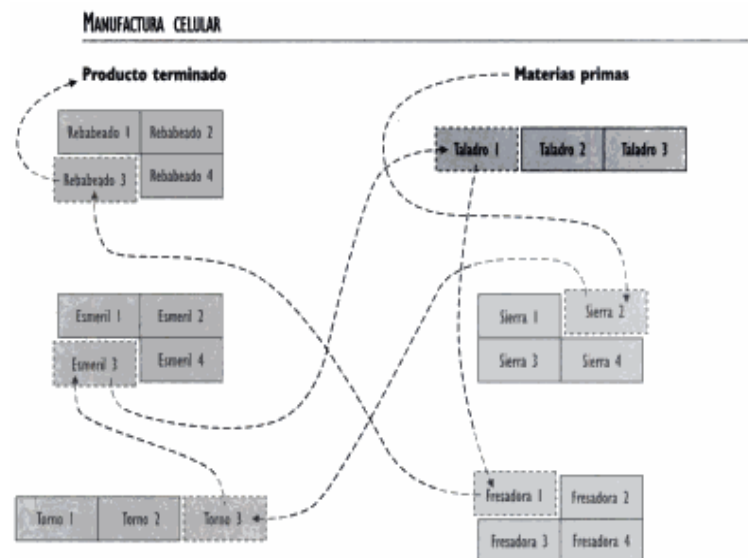 MANUFACTURA CELULAR
Producto terminado
Materias primas
Rebabeado 1
Rebabeado 2
Rebabeado 3
Rebabeado 4
Taladro 1
Taladro 2
Taladro 3
Esmeril 1
Esmeril 2
Esmeril 3
Esmeril 4
Sierra 1
Sierra 2
Sierra 3
Sierra 4
Torno 1
Torno 2
Torno 3
Fresadora 1
Fresadora 2
Fresadora 3
Fresadora 4